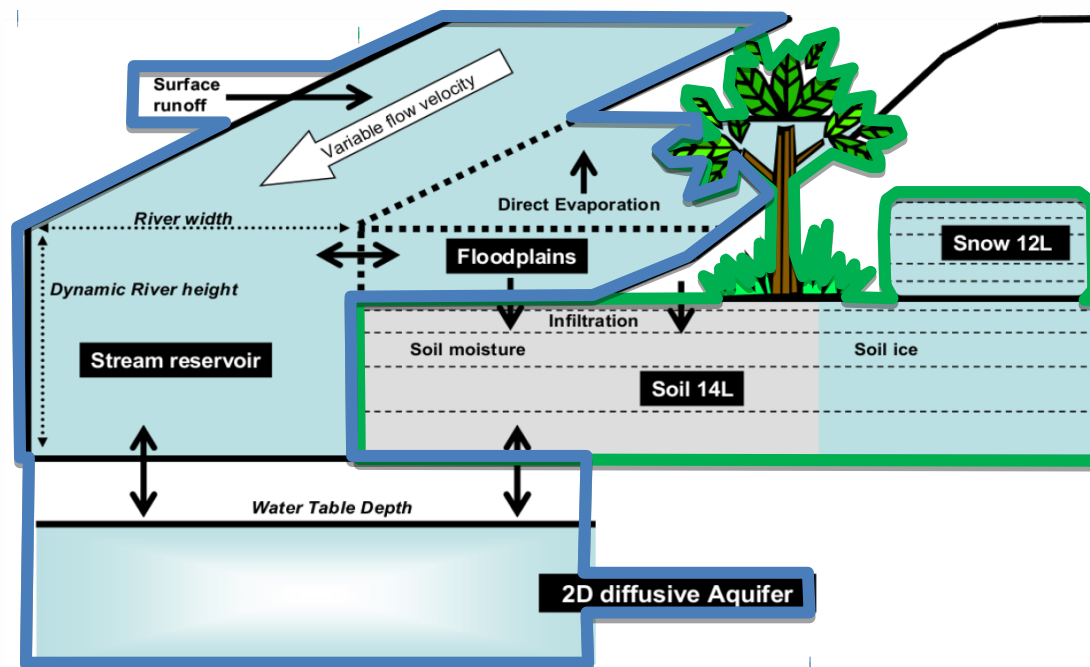 Surface
runoff
Variable flow velocity
River width
Direct Evaporation
Floodplains
Snow 12L
Dynamic River height
Infiltration
Stream reservoir
Soil moisture
Soil ice
Soil 14L
Water Table Depth
2D diffusive Aquifer